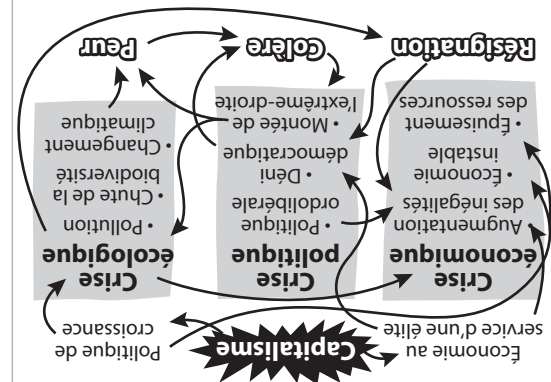 Capitalisme
Politique de
croissance
Économie au
service d'une élite
Crise
écologique
• Pollution
• Chute de la
biodiversité
• Changement
climatique
Crise
politique
• Politique
ordolibérale
• Déni
démocratique
• Montée de
l'extrême-droite
Crise
économique
• Augmentation
des inégalités
• Économie
instable
• Épuisement
des ressources
Peur
Colère
Résignation